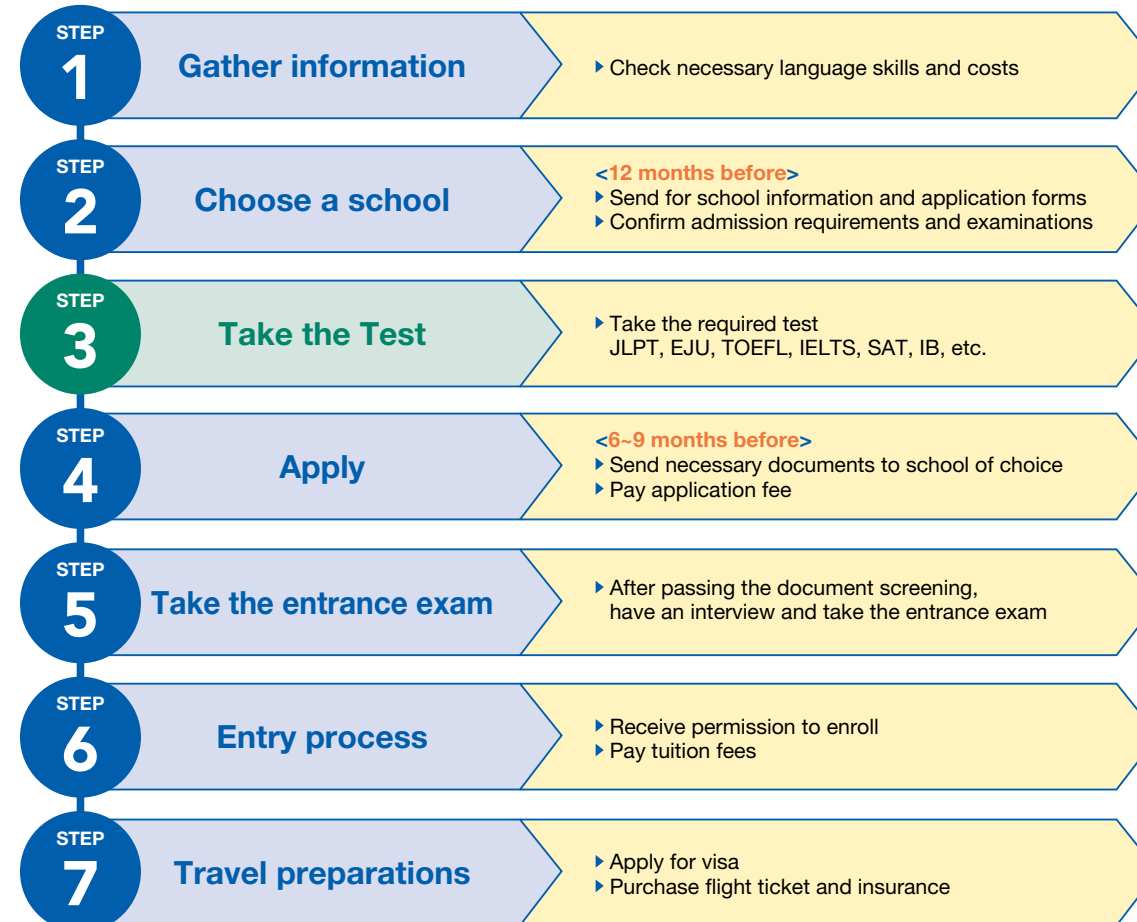 STEP
1
Gather information
▶ Check necessary language skills and costs
STEP
2
Choose a school
<12 months before>
▶ Send for school information and application forms
▶ Confirm admission requirements and examinations
STEP
3
Take the Test
▶ Take the required test
JLPT, EJU, TOEFL, IELTS, SAT, IB, etc.
STEP
4
Apply
<6~9 months before>
▶ Send necessary documents to school of choice
▶ Pay application fee
STEP
5
Take the entrance exam
▶ After passing the document screening,
have an interview and take the entrance exam
STEP
6
Entry process
▶ Receive permission to enroll
▶ Pay tuition fees
STEP
7
Travel preparations
▶ Apply for visa
▶ Purchase flight ticket and insurance